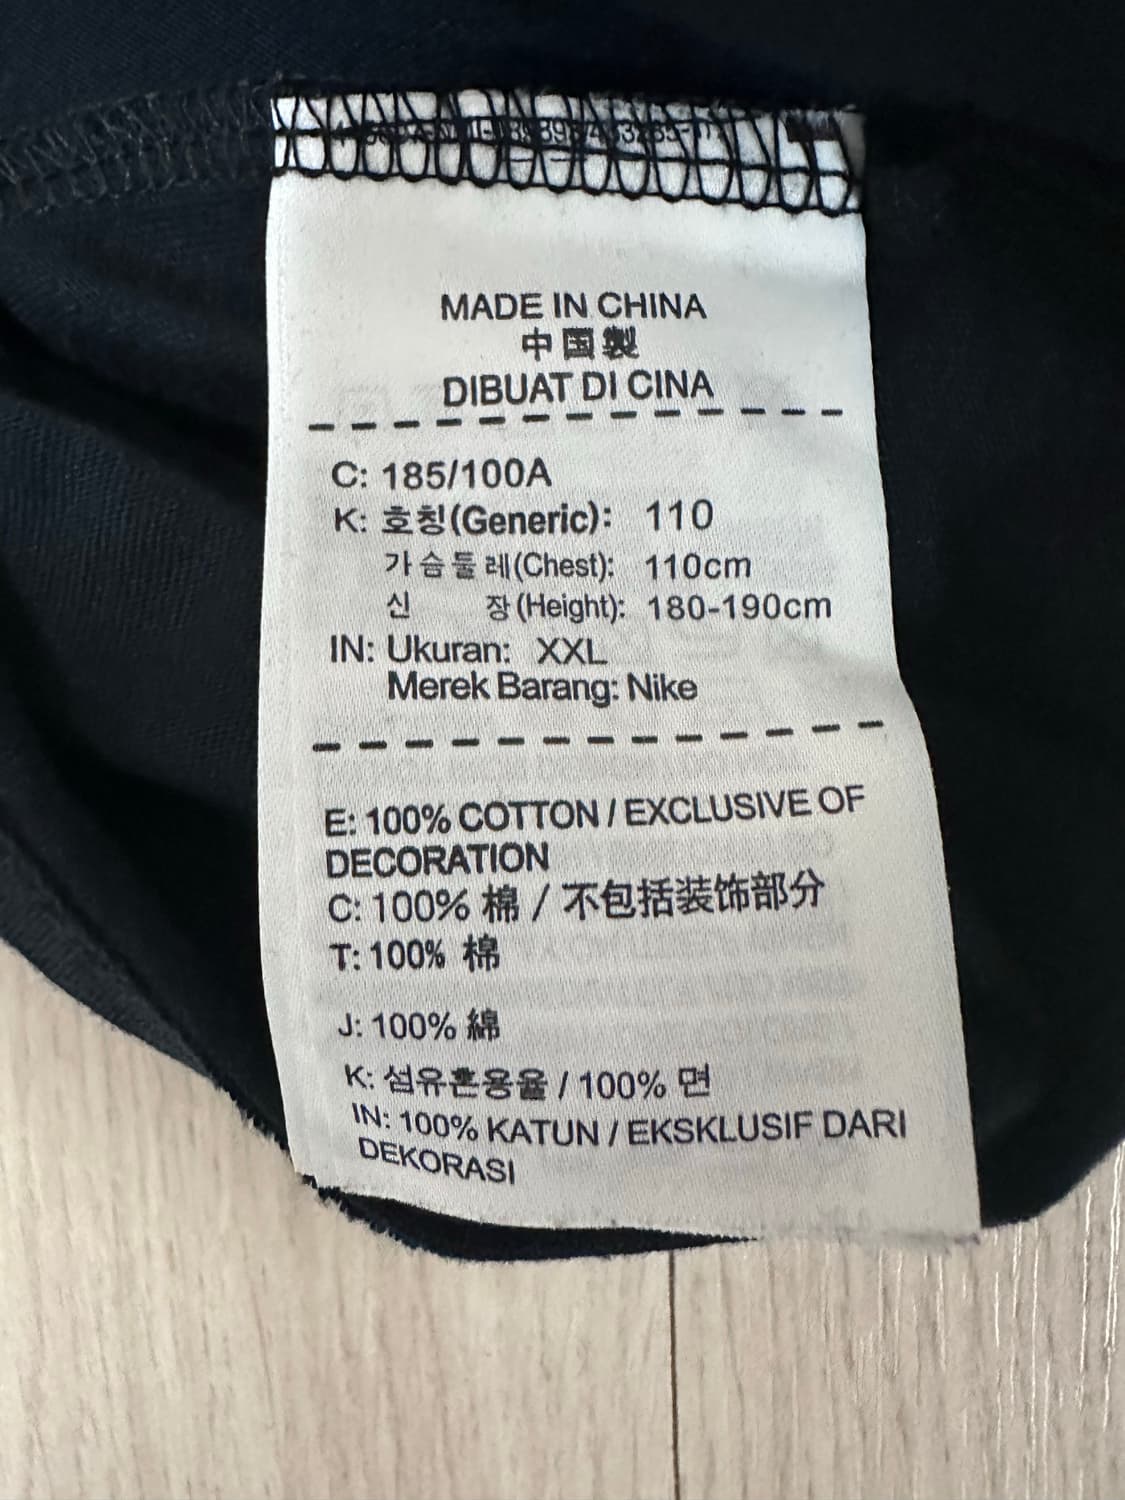 MADE IN CHINA
中国製
DIBUAT DI CINA
C: 185/100A
K: 호칭(Generic): 110
가슴둘레(Chest): 110cm
신 장(Height): 180-190cm
IN: Ukuran: XXL
Merek Barang: Nike
E: 100% COTTON / EXCLUSIVE OF
DECORATION
C: 100% 棉 / 不包括装饰部分
T: 100% 棉
J: 100% 綿
K: 섬유혼용율 / 100% 면
IN: 100% KATUN / EKSKLUSIF DARI
DEKORASI